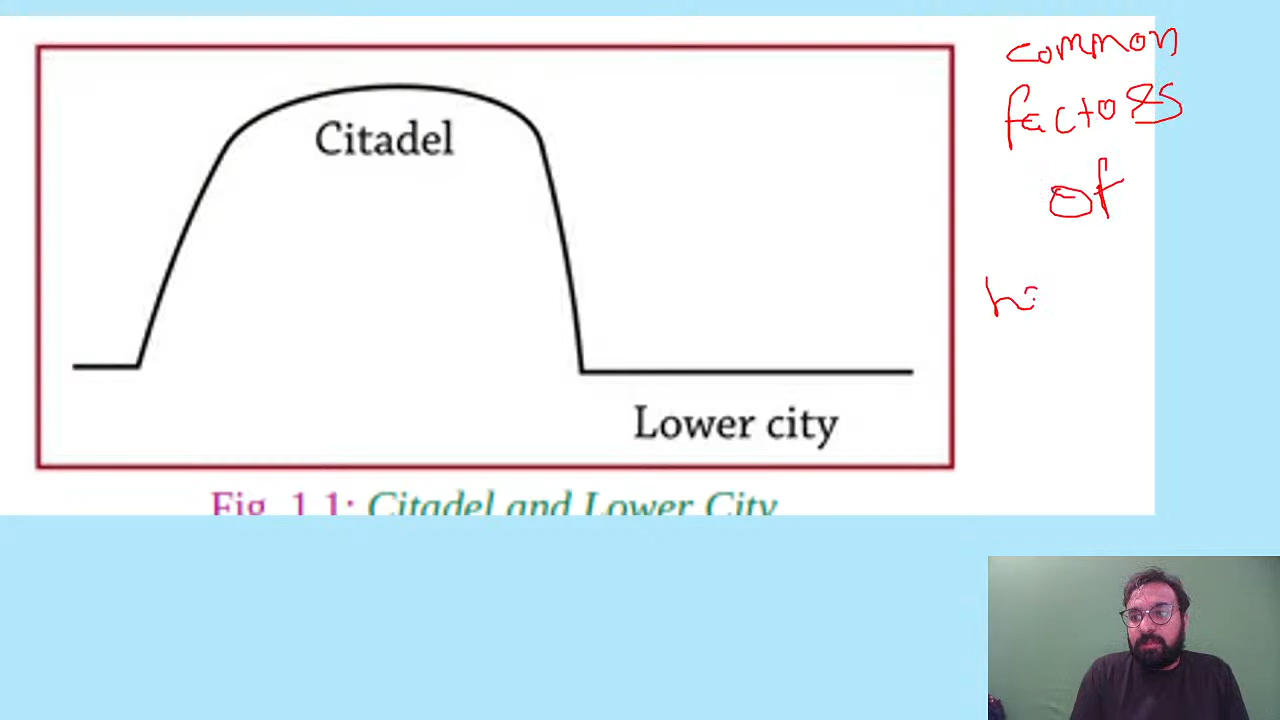 common
factors
of
Citadel
Lower city
Fig. 1.1: Citadel and Lower City